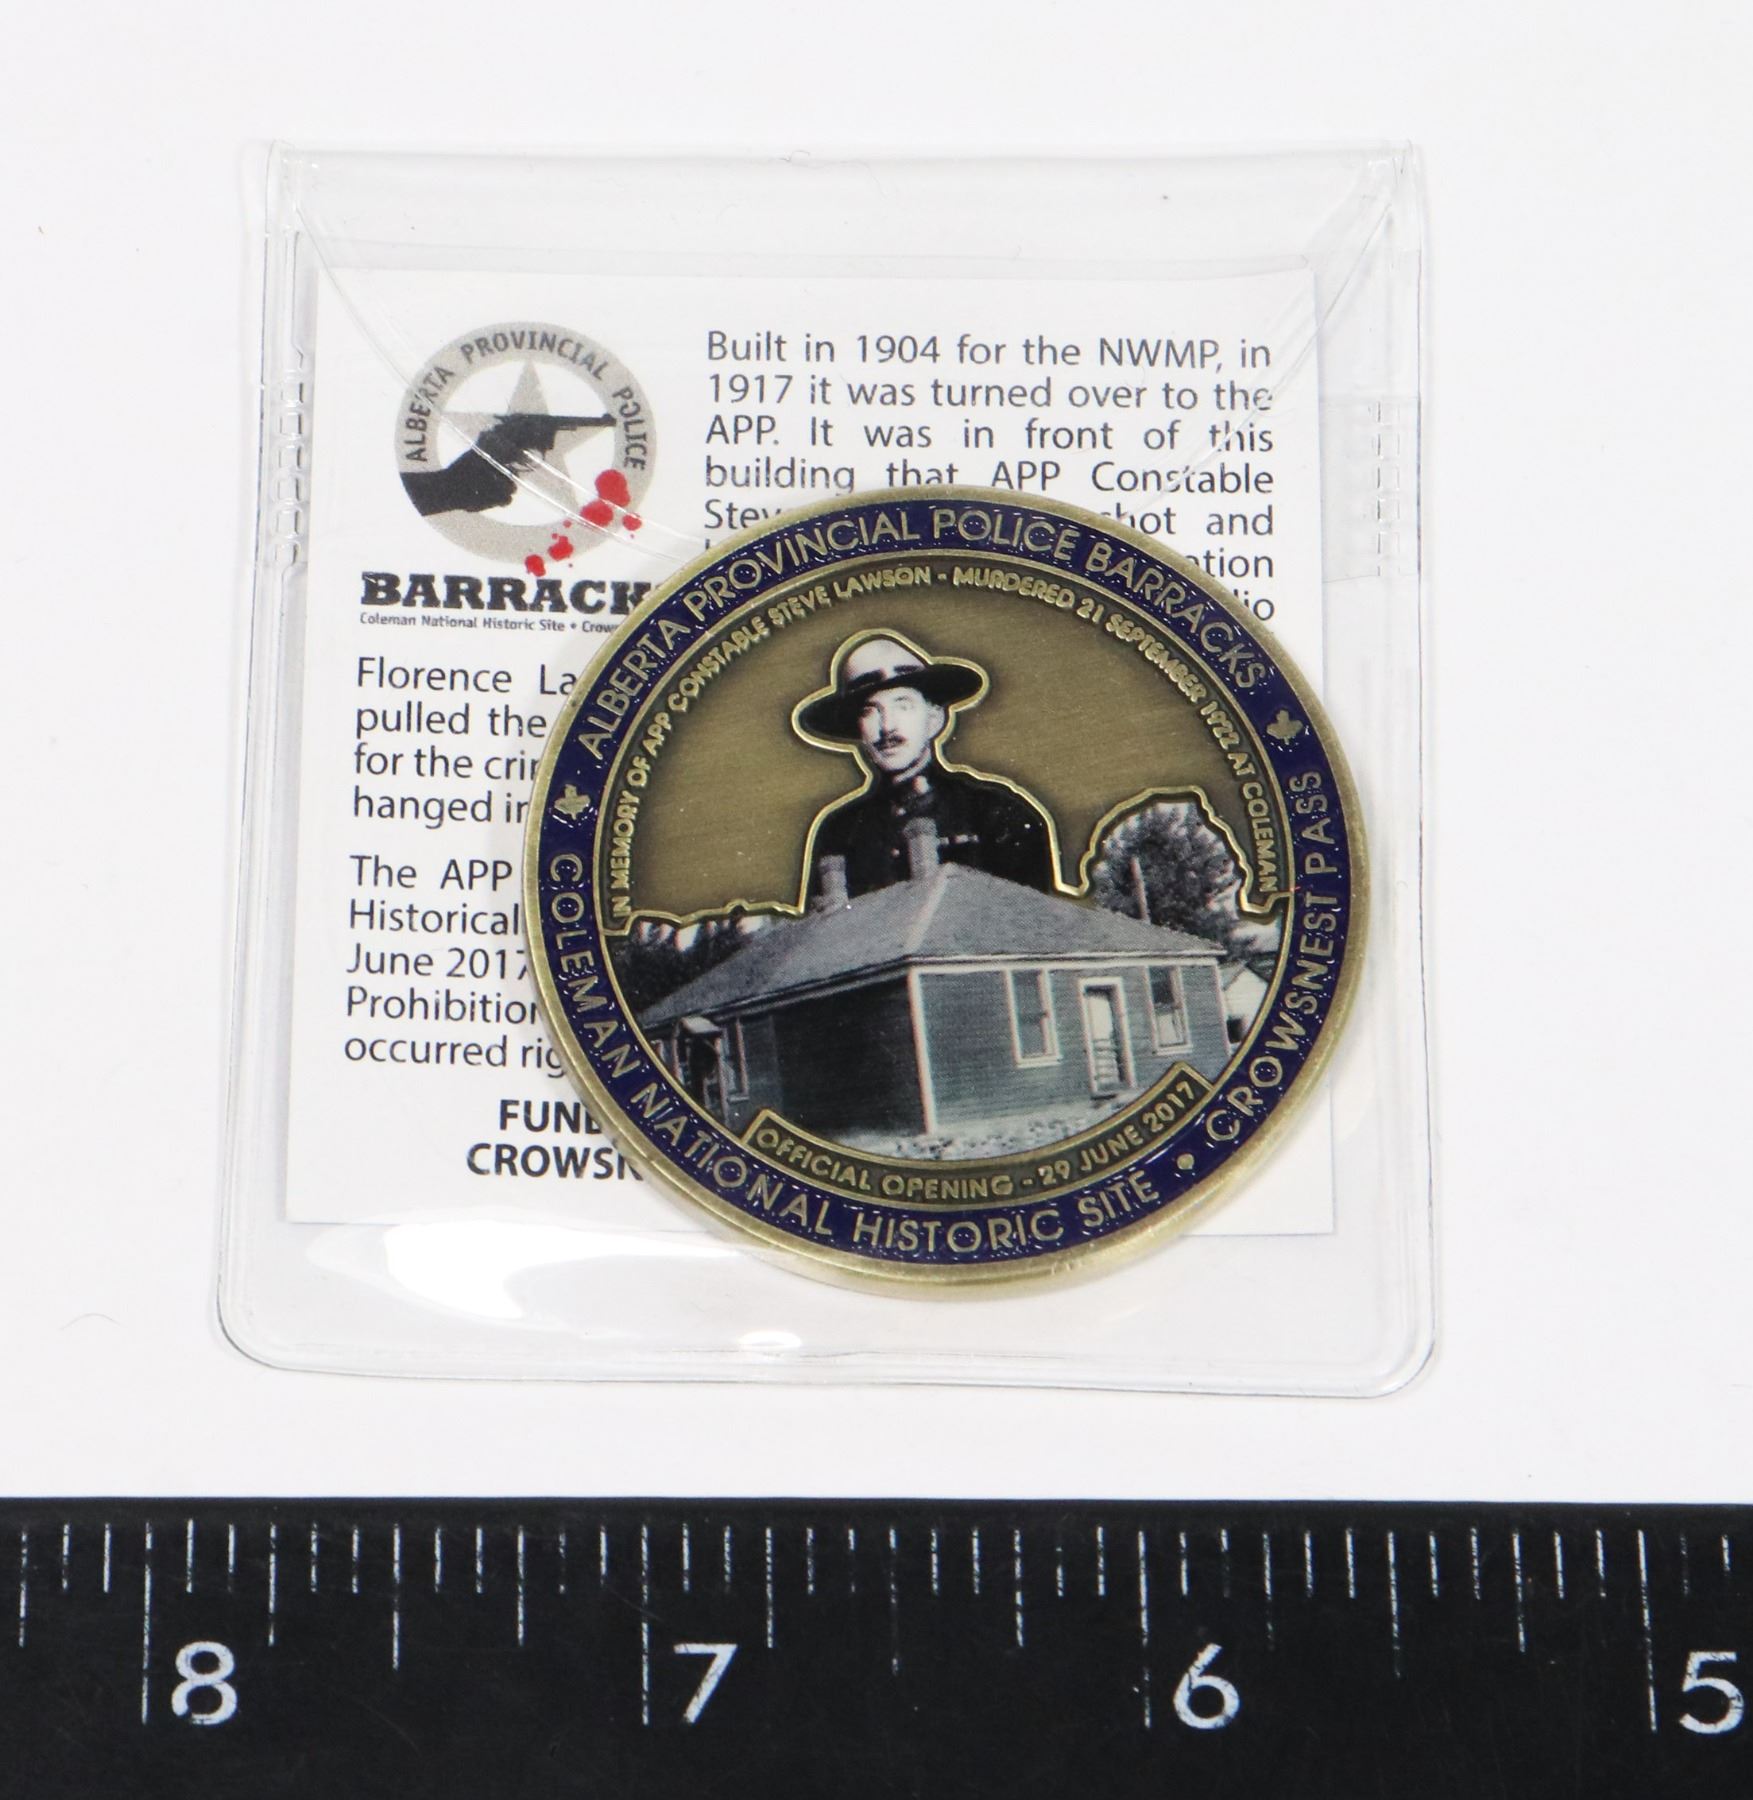 ALBERTA PROVINCIAL POLICE
BARRACK
Coleman National Historic Site • Crow
Built in 1904 for the NWMP, in
1917 it was turned over to the
APP. It was in front of this
building that APP Constable
Stev hot and
ation
io
Florence La
pulled the
for the cri
hanged in
The APP
Historical
June 2017
Prohibition
occurred rig
FUND
CROWSN
ALBERTA PROVINCIAL POLICE BARRACKS
IN MEMORY OF APP CONSTABLE STEVE LAWSON - MURDERED 21 SEPTEMBER 1922 AT COLEMAN
OFFICIAL OPENING - 29 JUNE 2017
COLEMAN NATIONAL HISTORIC SITE • CROWSNEST PASS
8 7 6 5